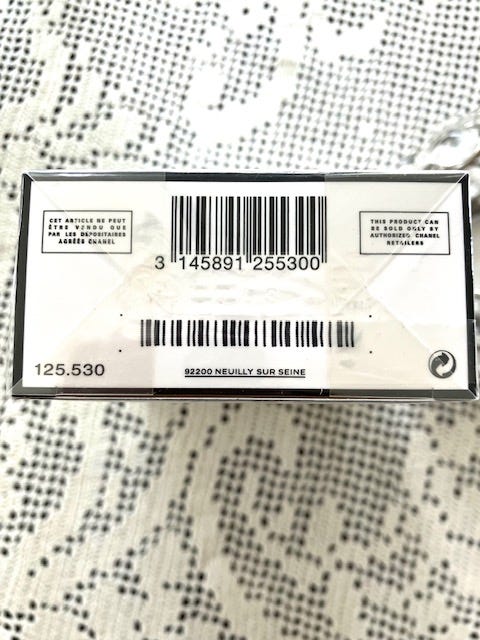 CET ARTICLE NE PEUT
ÊTRE VENDU QUE
PAR LES DÉPOSITAIRES
AGRÉÉS CHANEL
THIS PRODUCT CAN
BE SOLD ONLY BY
AUTHORIZED CHANEL
RETAILERS
3 145891 255300
125.530
92200 NEUILLY SUR SEINE